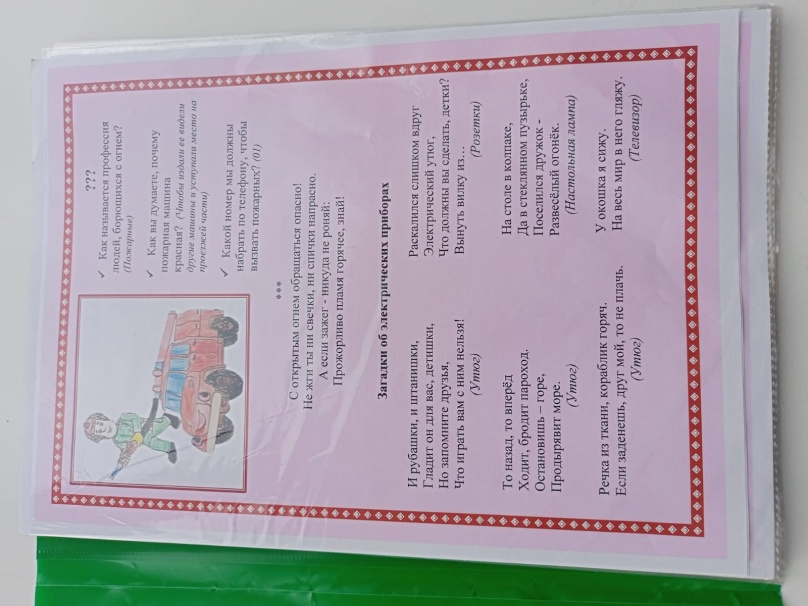 ???
✓ Как называется профессия
людей, борющихся с огнем?
(Пожарные)
✓ Как вы думаете, почему
пожарная машина
красная? (Чтобы издали ее видели
другие машины и уступали место на
проезжей части)
✓ Какой номер мы должны
набрать по телефону, чтобы
вызвать пожарных? (01)
***
С открытым огнем обращаться опасно!
Не жги ты ни свечки, ни спички напрасно.
А если зажег - никуда не роняй:
Прожорливо пламя горячее, знай!
Загадки об электрических приборах
И рубашки, и штанишки,
Гладит он для вас, детишки,
Но запомните друзья,
Что играть вам с ним нельзя!
(Утюг)
То назад, то вперёд
Ходит, бродит пароход.
Остановишь – горе,
Продырявит море.
(Утюг)
Речка из ткани, кораблик горяч.
Если заденешь, друг мой, то не плачь.
(Утюг)
Раскалился слишком вдруг
Электрический утюг,
Что должны вы сделать, детки?
Вынуть вилку из…
(Розетки)
На столе в колпаке,
Да в стеклянном пузырьке,
Поселился дружок -
Развесёлый огонёк.
(Настольная лампа)
У окошка я сижу.
На весь мир в него гляжу.
(Телевизор)